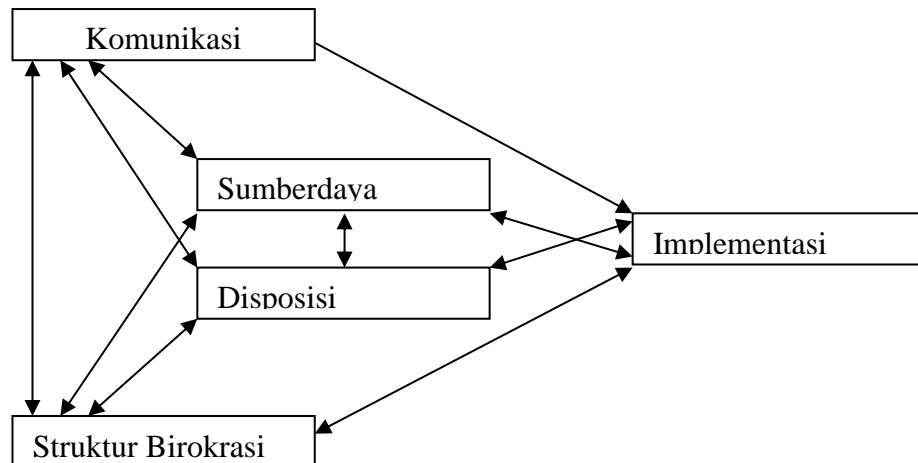 Komunikasi
Sumberdaya
Disposisi
Implementasi
Struktur Birokrasi